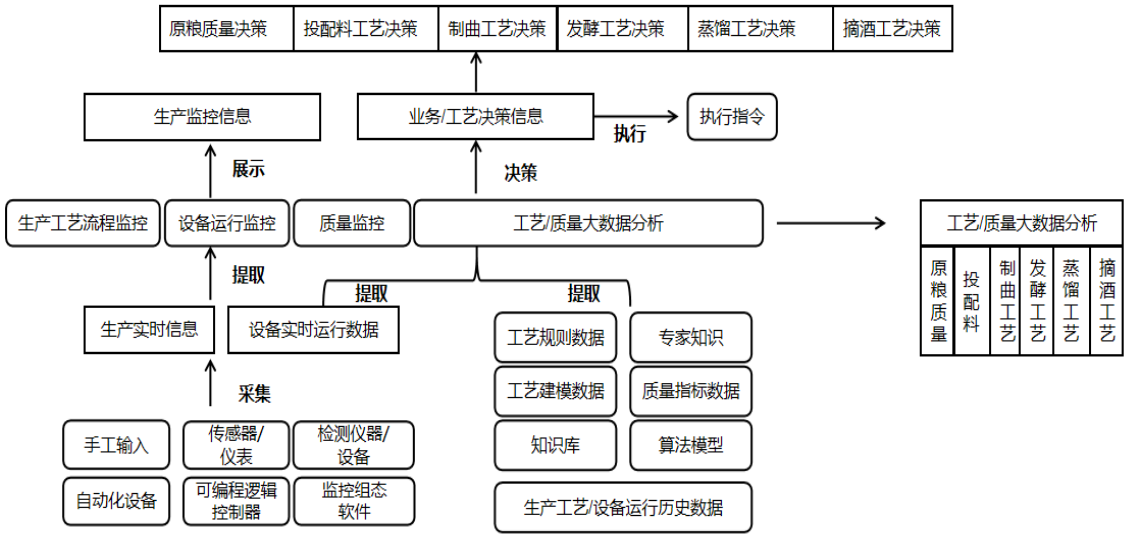 原粮质量决策 投配料工艺决策 制曲工艺决策 发酵工艺决策 蒸馏工艺决策 摘酒工艺决策
生产监控信息
业务/工艺决策信息
执行
执行指令
展示
决策
生产工艺流程监控
设备运行监控
质量监控
工艺/质量大数据分析
工艺/质量大数据分析
原粮质量
投配料
制曲工艺
发酵工艺
蒸馏工艺
摘酒工艺
提取
提取
提取
生产实时信息
设备实时运行数据
工艺规则数据
专家知识
工艺建模数据
质量指标数据
知识库
算法模型
生产工艺/设备运行历史数据
采集
手工输入
传感器/
仪表
检测仪器/
设备
自动化设备
可编程逻辑
控制器
监控组态
软件